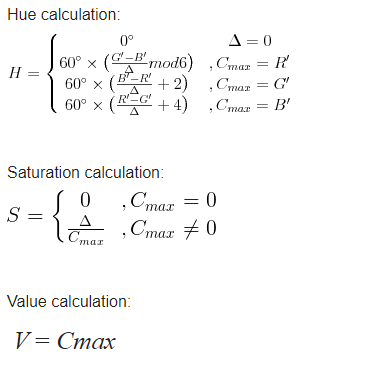 Hue calculation:
H = { 0° Δ = 0
60° × (G'−B'/Δ mod6) , Cmax = R'
60° × (B'−R'/Δ + 2) , Cmax = G'
60° × (R'−G'/Δ + 4) , Cmax = B'
Saturation calculation:
S = { 0 , Cmax = 0
Δ/Cmax , Cmax ≠ 0
Value calculation:
V = Cmax